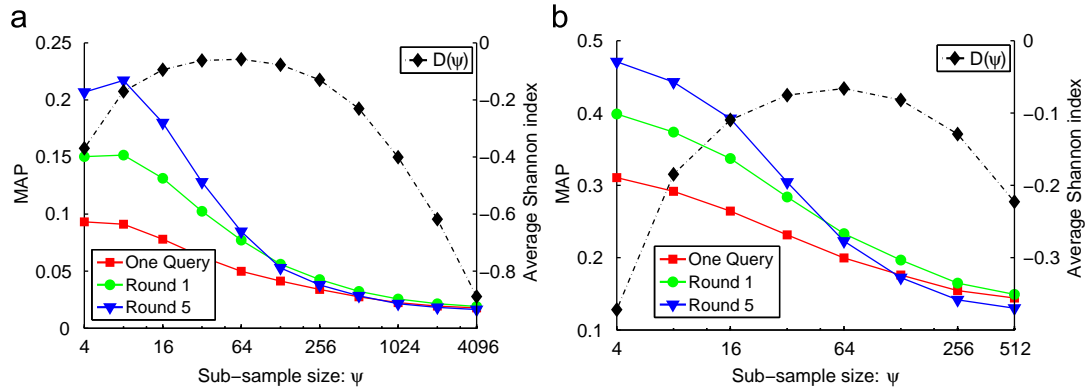 a
MAP
0.25
0.2
0.15
0.1
0.05
0
4
16
64
256
1024
4096
Sub-sample size: ψ
0
−0.2
−0.4
−0.6
−0.8
Average Shannon index
D(ψ)
One Query
Round 1
Round 5
b
MAP
0.5
0.4
0.3
0.2
0.1
4
16
64
256
512
Sub-sample size: ψ
0
−0.1
−0.2
−0.3
Average Shannon index
D(ψ)
One Query
Round 1
Round 5